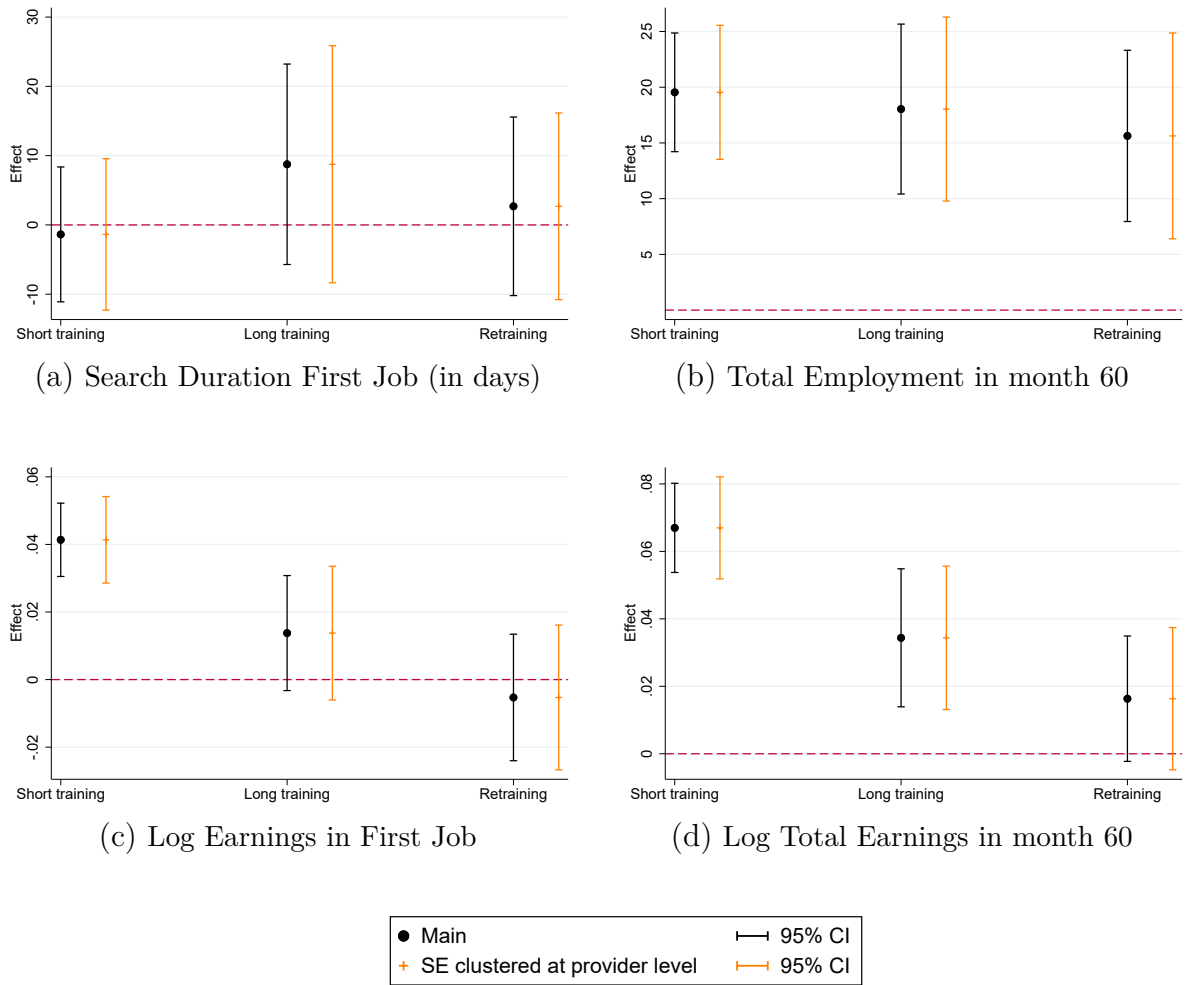 30
20
10
0
-10
Effect
Short training Long training Retraining
(a) Search Duration First Job (in days)
25
20
15
10
5
Effect
Short training Long training Retraining
(b) Total Employment in month 60
.06
.04
.02
0
-.02
Effect
Short training Long training Retraining
(c) Log Earnings in First Job
.08
.06
.04
.02
0
Effect
Short training Long training Retraining
(d) Log Total Earnings in month 60
Main 95% CI
SE clustered at provider level 95% CI